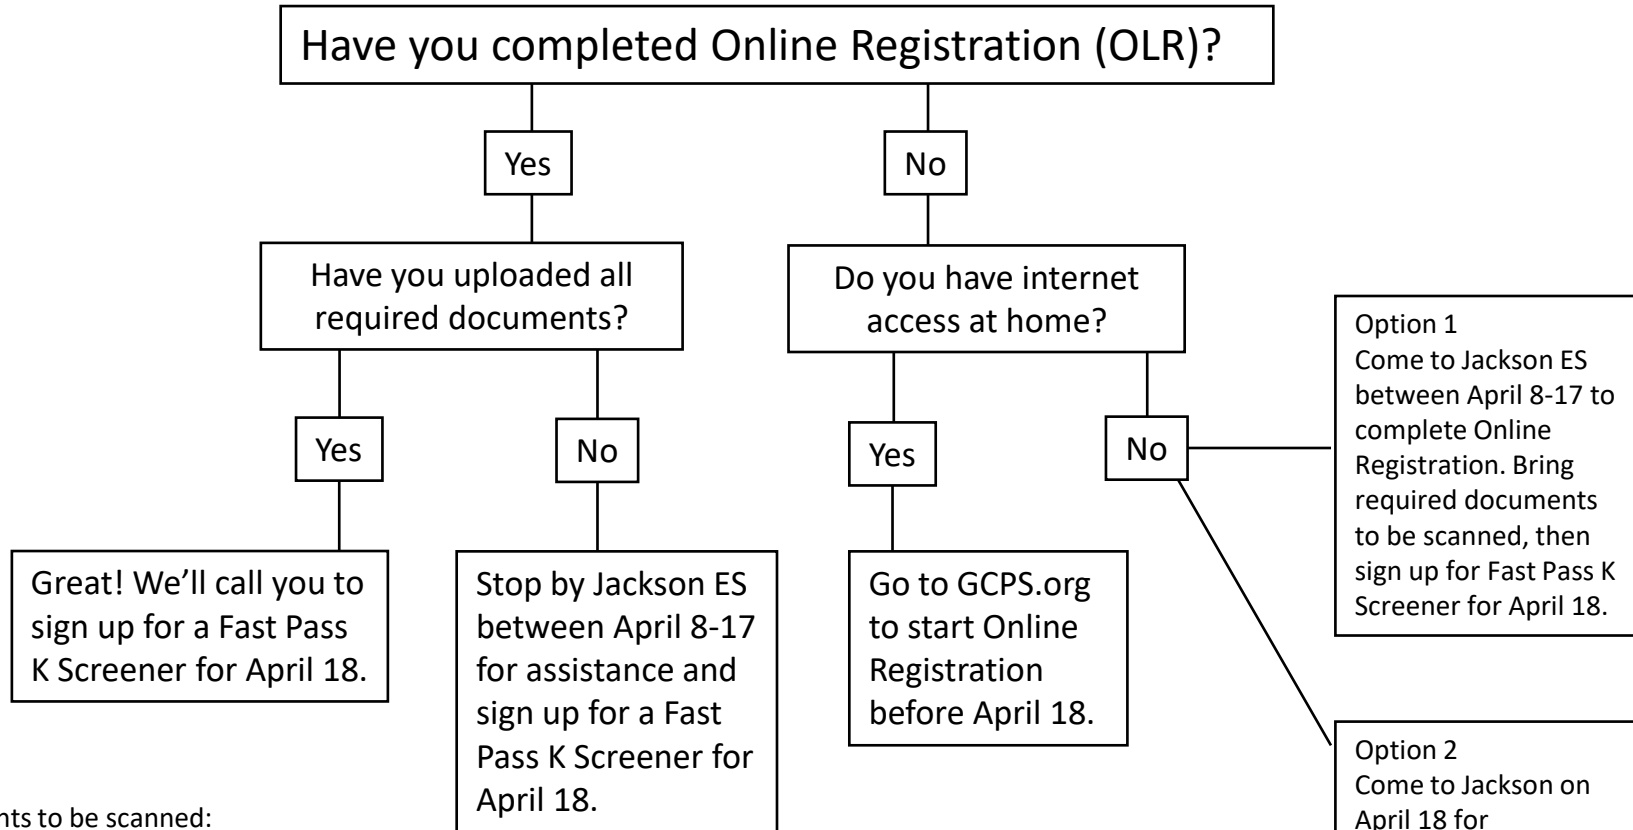 Have you completed Online Registration (OLR)?
Yes
No
Have you uploaded all
required documents?
Do you have internet
access at home?
Yes
No
Yes
No
Great! We’ll call you to
sign up for a Fast Pass
K Screener for April 18.
Stop by Jackson ES
between April 8-17
for assistance and
sign up for a Fast
Pass K Screener for
April 18.
Go to GCPS.org
to start Online
Registration
before April 18.
Option 1
Come to Jackson ES
between April 8-17 to
complete Online
Registration. Bring
required documents
to be scanned, then
sign up for Fast Pass K
Screener for April 18.
Option 2
Come to Jackson on
April 18 for
to be scanned: